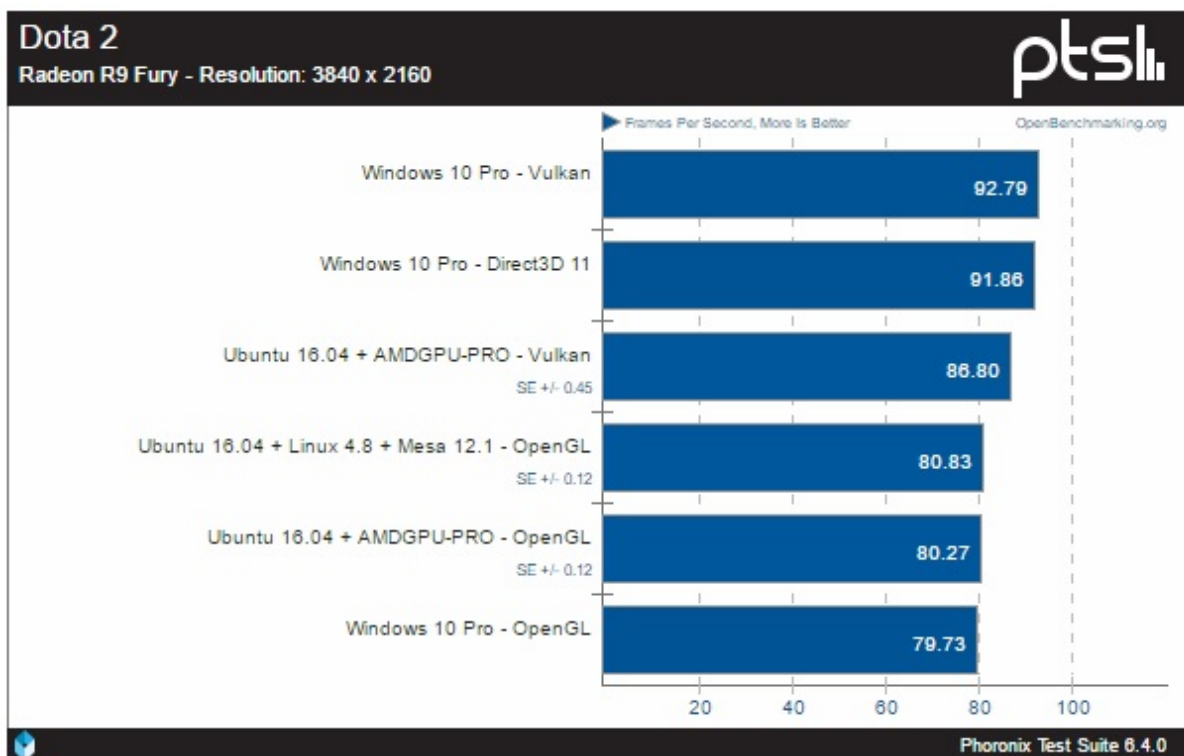 Dota 2
Radeon R9 Fury - Resolution: 3840 x 2160
ptsl
Frames Per Second, More Is Better
OpenBenchmarking.org
Windows 10 Pro - Vulkan
92.79
Windows 10 Pro - Direct3D 11
91.86
Ubuntu 16.04 + AMDGPU-PRO - Vulkan
SE +/- 0.45
86.80
Ubuntu 16.04 + Linux 4.8 + Mesa 12.1 - OpenGL
SE +/- 0.12
80.83
Ubuntu 16.04 + AMDGPU-PRO - OpenGL
SE +/- 0.12
80.27
Windows 10 Pro - OpenGL
79.73
20 40 60 80 100
Phoronix Test Suite 6.4.0